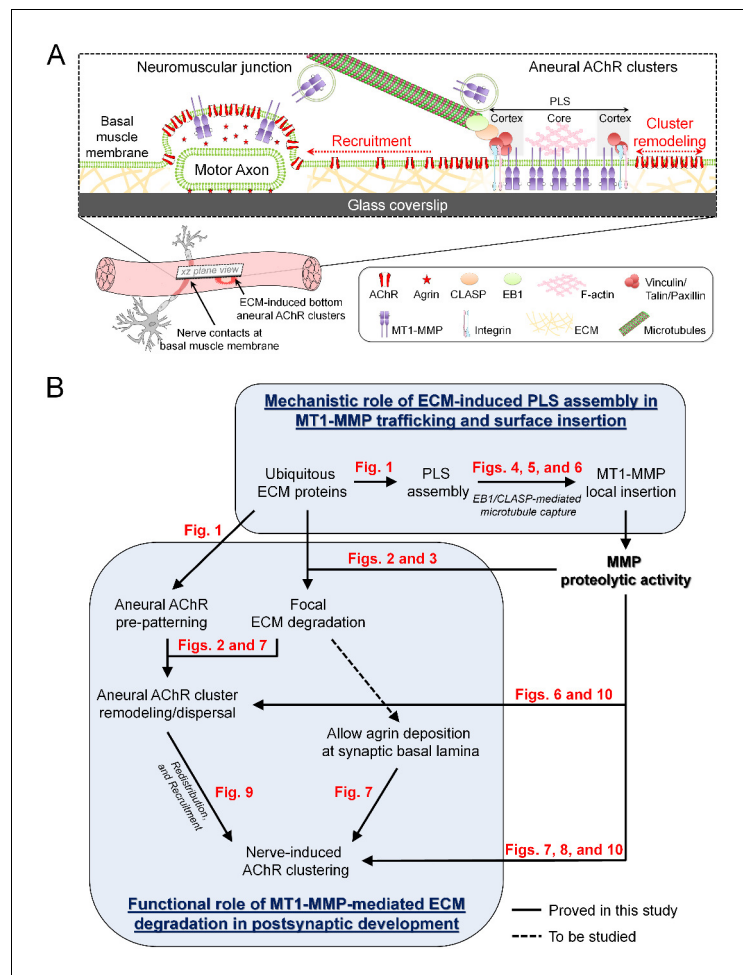 A
Neuromuscular junction
Aneural AChR clusters
PLS
Cortex
Core
Cortex
Basal
muscle
membrane
Recruitment
Cluster
remodeling
Motor Axon
Glass coverslip
xz plane view
ECM-induced bottom
aneural AChR clusters
Nerve contacts at
basal muscle membrane
AChR
Agrin
CLASP
EB1
F-actin
Vinculin/
Talin/Paxillin
MT1-MMP
Integrin
ECM
Microtubules
B
Mechanistic role of ECM-induced PLS assembly in
MT1-MMP trafficking and surface insertion
Ubiquitous
ECM proteins
Fig. 1
PLS
assembly
Figs. 4, 5, and 6
EB1/CLASP-mediated
microtubule capture
MT1-MMP
local insertion
Fig. 1
Figs. 2 and 3
MMP
proteolytic activity
Aneural AChR
pre-patterning
Focal
ECM degradation
Figs. 2 and 7
Aneural AChR cluster
remodeling/dispersal
Figs. 6 and 10
Allow agrin deposition
at synaptic basal lamina
Redistribution,
and Recruitment
Fig. 9
Fig. 7
Nerve-induced
AChR clustering
Figs. 7, 8, and 10
Functional role of MT1-MMP-mediated ECM
degradation in postsynaptic development
Proved in this study
To be studied